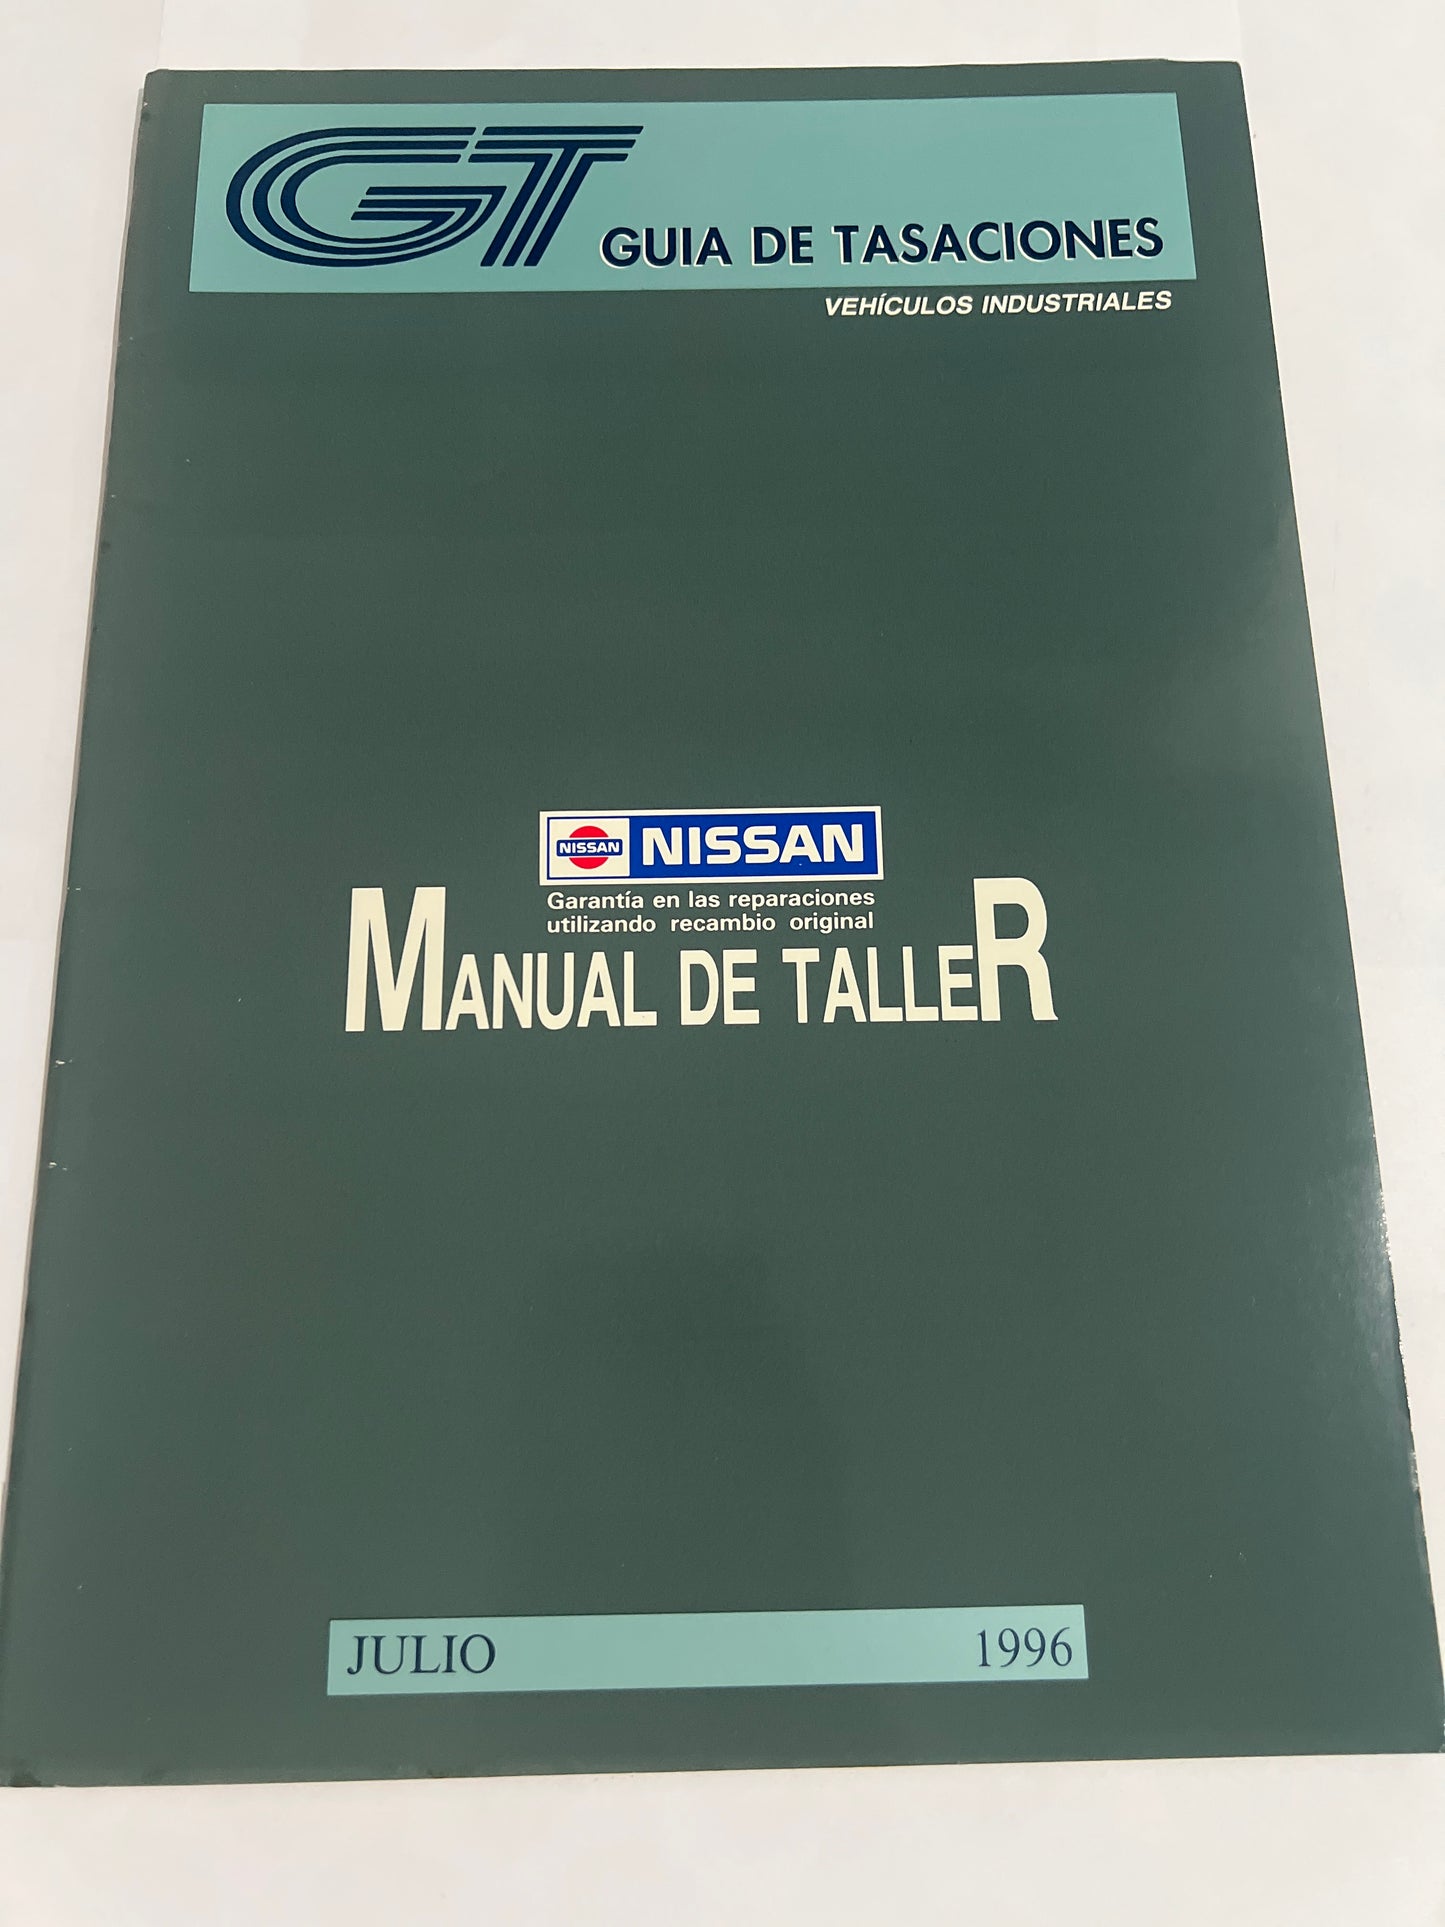 GT GUIA DE TASACIONES
VEHÍCULOS INDUSTRIALES
NISSAN NISSAN
Garantía en las reparaciones
utilizando recambio original
MANUAL DE TALLER
JULIO 1996